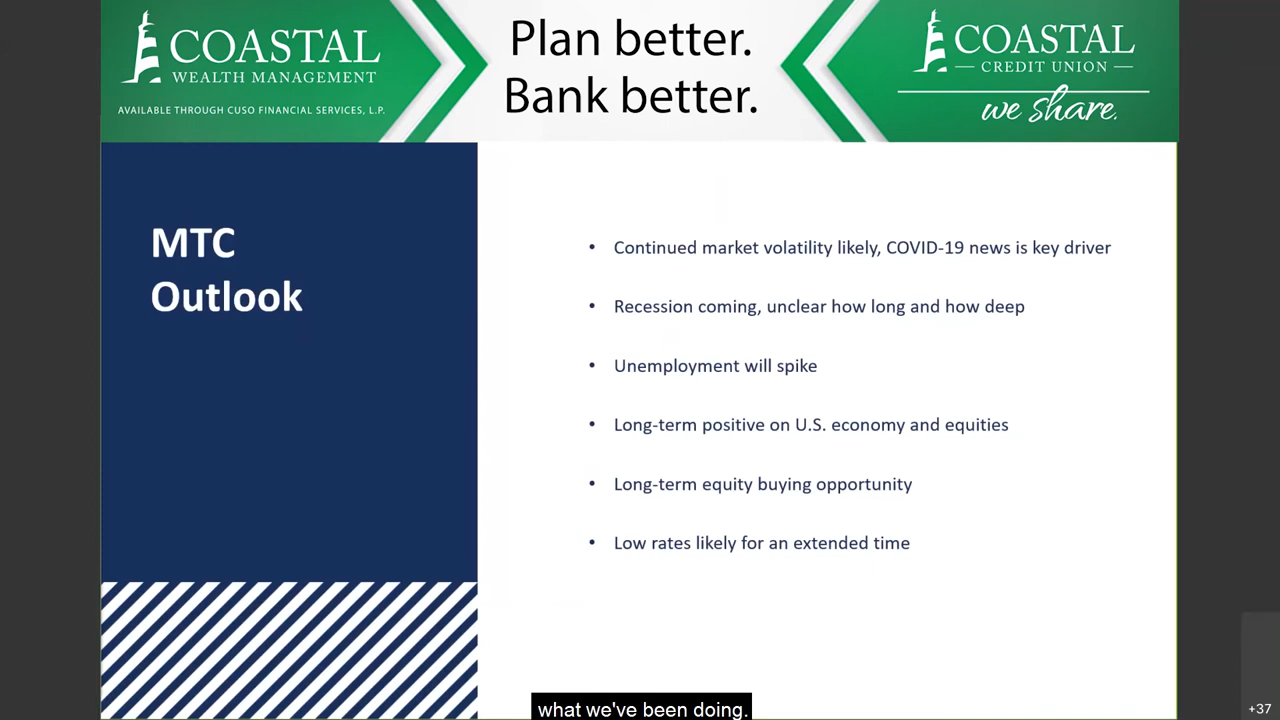 COASTAL
WEALTH MANAGEMENT
AVAILABLE THROUGH CUSO FINANCIAL SERVICES, L.P.
Plan better.
Bank better.
COASTAL
CREDIT UNION
we share.
MTC
Outlook
• Continued market volatility likely, COVID-19 news is key driver
• Recession coming, unclear how long and how deep
• Unemployment will spike
• Long-term positive on U.S. economy and equities
• Long-term equity buying opportunity
• Low rates likely for an extended time
what we've been doing.
+37